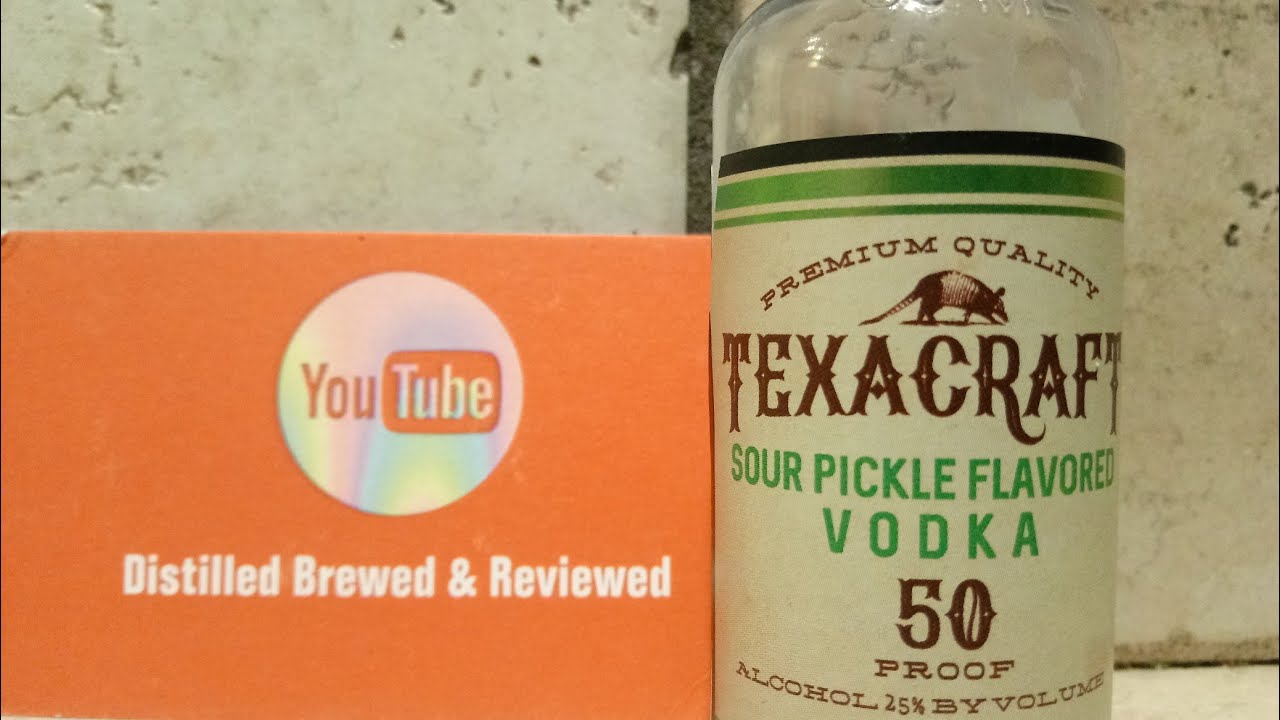 YouTube
Distilled Brewed & Reviewed
PREMIUM QUALITY
TEXACRAFT
SOUR PICKLE FLAVORED
VODKA
50
PROOF
ALCOHOL 25% BY VOLUME